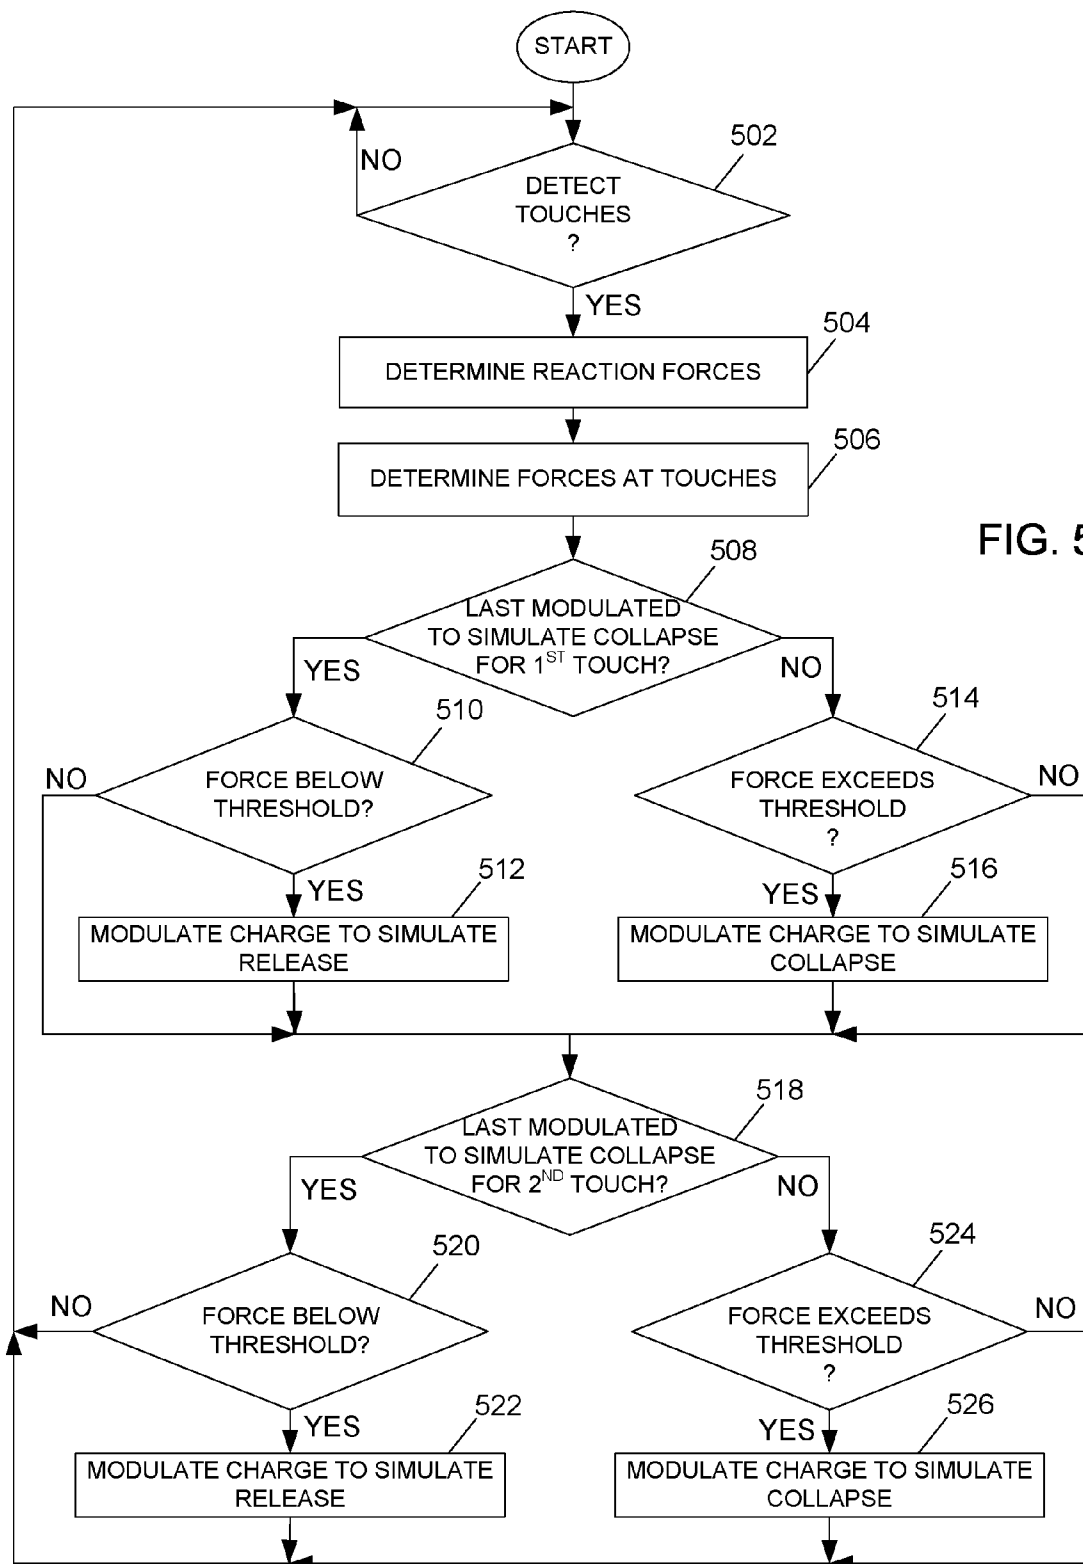 START
502
NO
DETECT
TOUCHES
?
YES
504
DETERMINE REACTION FORCES
506
DETERMINE FORCES AT TOUCHES
FIG. 5
508
LAST MODULATED
TO SIMULATE COLLAPSE
FOR 1ST TOUCH?
YES
NO
510
514
NO
FORCE BELOW
THRESHOLD?
FORCE EXCEEDS
THRESHOLD
?
NO
YES
512
YES
516
MODULATE CHARGE TO SIMULATE
RELEASE
MODULATE CHARGE TO SIMULATE
COLLAPSE
518
LAST MODULATED
TO SIMULATE COLLAPSE
FOR 2ND TOUCH?
YES
NO
520
524
NO
FORCE BELOW
THRESHOLD?
FORCE EXCEEDS
THRESHOLD
?
NO
YES
522
YES
526
MODULATE CHARGE TO SIMULATE
RELEASE
MODULATE CHARGE TO SIMULATE
COLLAPSE